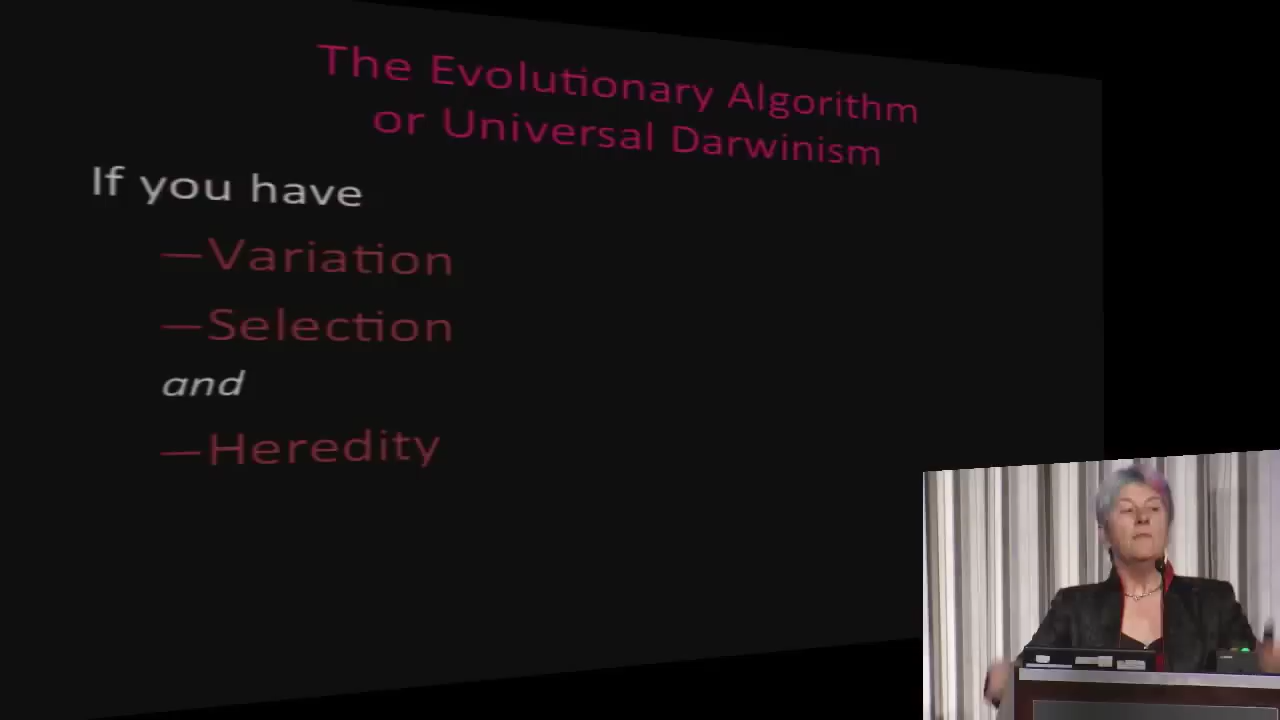 The Evolutionary Algorithm
or Universal Darwinism
If you have
—Variation
—Selection
and
—Heredity